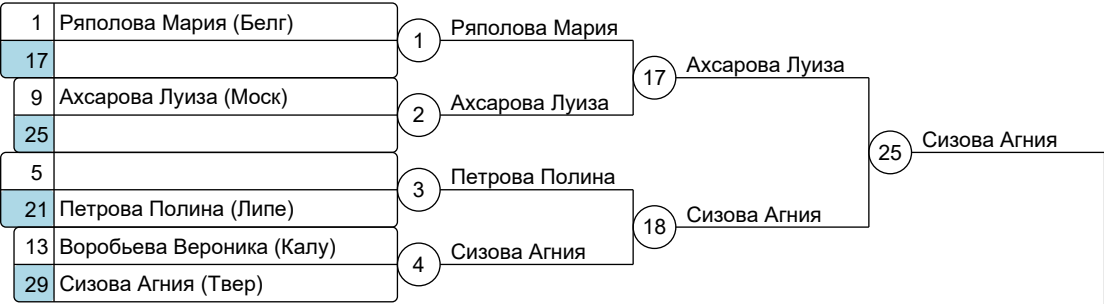 1 Ряполова Мария (Белг)
17
9 Ахсарова Луиза (Моск)
25
5
21 Петрова Полина (Липе)
13 Воробьева Вероника (Калу)
29 Сизова Агния (Твер)
1 Ряполова Мария
2 Ахсарова Луиза
3 Петрова Полина
4 Сизова Агния
17 Ахсарова Луиза
18 Сизова Агния
25 Сизова Агния